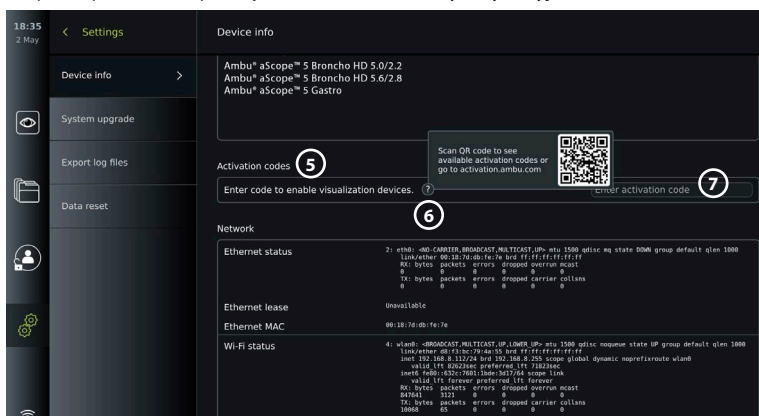 18:35
2 May
Settings
Device info
Device info
System upgrade
Export log files
Data reset
Ambu® aScope™ 5 Broncho HD 5.0/2.2
Ambu® aScope™ 5 Broncho HD 5.6/2.8
Ambu® aScope™ 5 Gastro
Scan QR code to see
available activation codes or
go to activation.ambu.com
Activation codes 5
Enter code to enable visualization devices. ?
Enter activation code 7
6
Network
Ethernet status
2: eth0: <NO-CARRIER,BROADCAST,MULTICAST,UP> mtu 1500 qdisc mq state DOWN group default qlen 1000
link/ether 00:18:7d:db:fe:7e brd ff:ff:ff:ff:ff:ff
RX: bytes packets errors dropped overrun mcast
0 0 0 0 0 0
TX: bytes packets errors dropped carrier collsns
0 0 0 0 0 0
Ethernet lease Unavailable
Ethernet MAC 00:18:7d:db:fe:7e
Wi-Fi status
4: wlan0: <BROADCAST,MULTICAST,UP,LOWER_UP> mtu 1500 qdisc noqueue state UP group default qlen 1000
link/ether d8:f3:bc:79:4a:55 brd ff:ff:ff:ff:ff:ff
inet 192.168.8.112/24 brd 192.168.8.255 scope global dynamic noprefixroute wlan0
valid_lft 82623sec preferred_lft 71823sec
inet6 fe80::632c:7601:1bde:3d17/64 scope link
valid_lft forever preferred_lft forever
RX: bytes packets errors dropped overrun mcast
847641 3121 0 0 0 0
TX: bytes packets errors dropped carrier collsns
10068 65 0 0 0 0